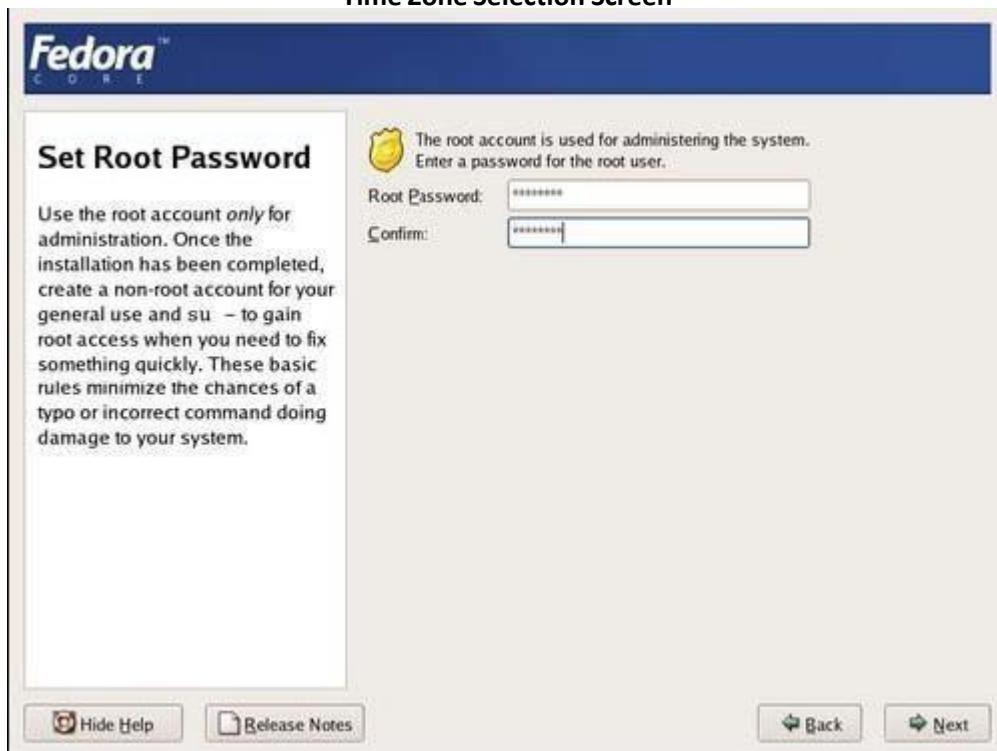 Time Zone Selection Screen
Fedora™
CORE
Set Root Password
Use the root account only for
administration. Once the
installation has been completed,
create a non-root account for your
general use and su - to gain
root access when you need to fix
something quickly. These basic
rules minimize the chances of a
typo or incorrect command doing
damage to your system.
The root account is used for administering the system.
Enter a password for the root user.
Root Password: ********
Confirm: ********
Hide Help
Release Notes
Back
Next